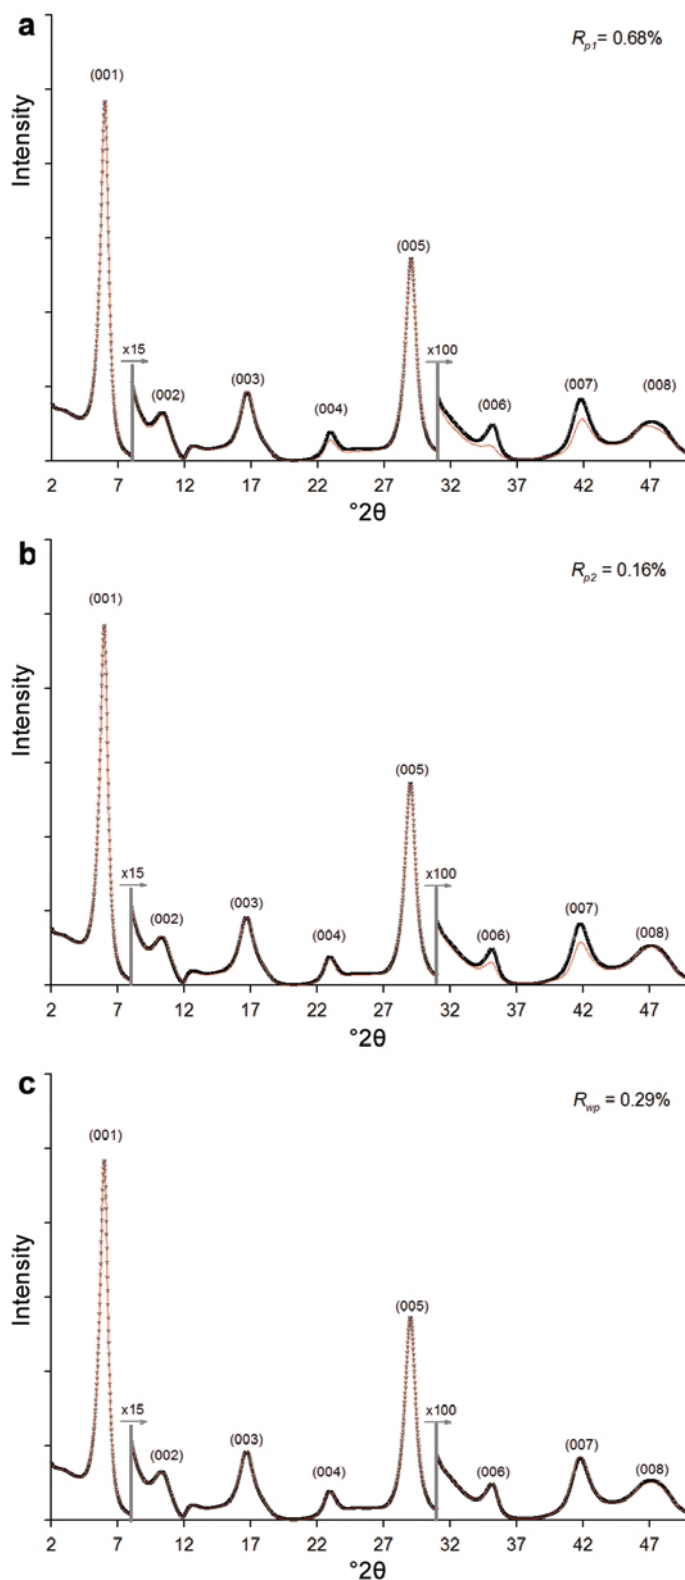 a
R_p1 = 0.68%
(001)
Intensity
(005)
x15
x100
(002)
(003)
(004)
(006)
(007)
(008)
2 7 12 17 22 27 32 37 42 47
°2θ
b
R_p2 = 0.16%
(001)
Intensity
(005)
x15
x100
(002)
(003)
(004)
(006)
(007)
(008)
2 7 12 17 22 27 32 37 42 47
°2θ
c
R_wp = 0.29%
(001)
Intensity
(005)
x15
x100
(002)
(003)
(004)
(006)
(007)
(008)
2 7 12 17 22 27 32 37 42 47
°2θ